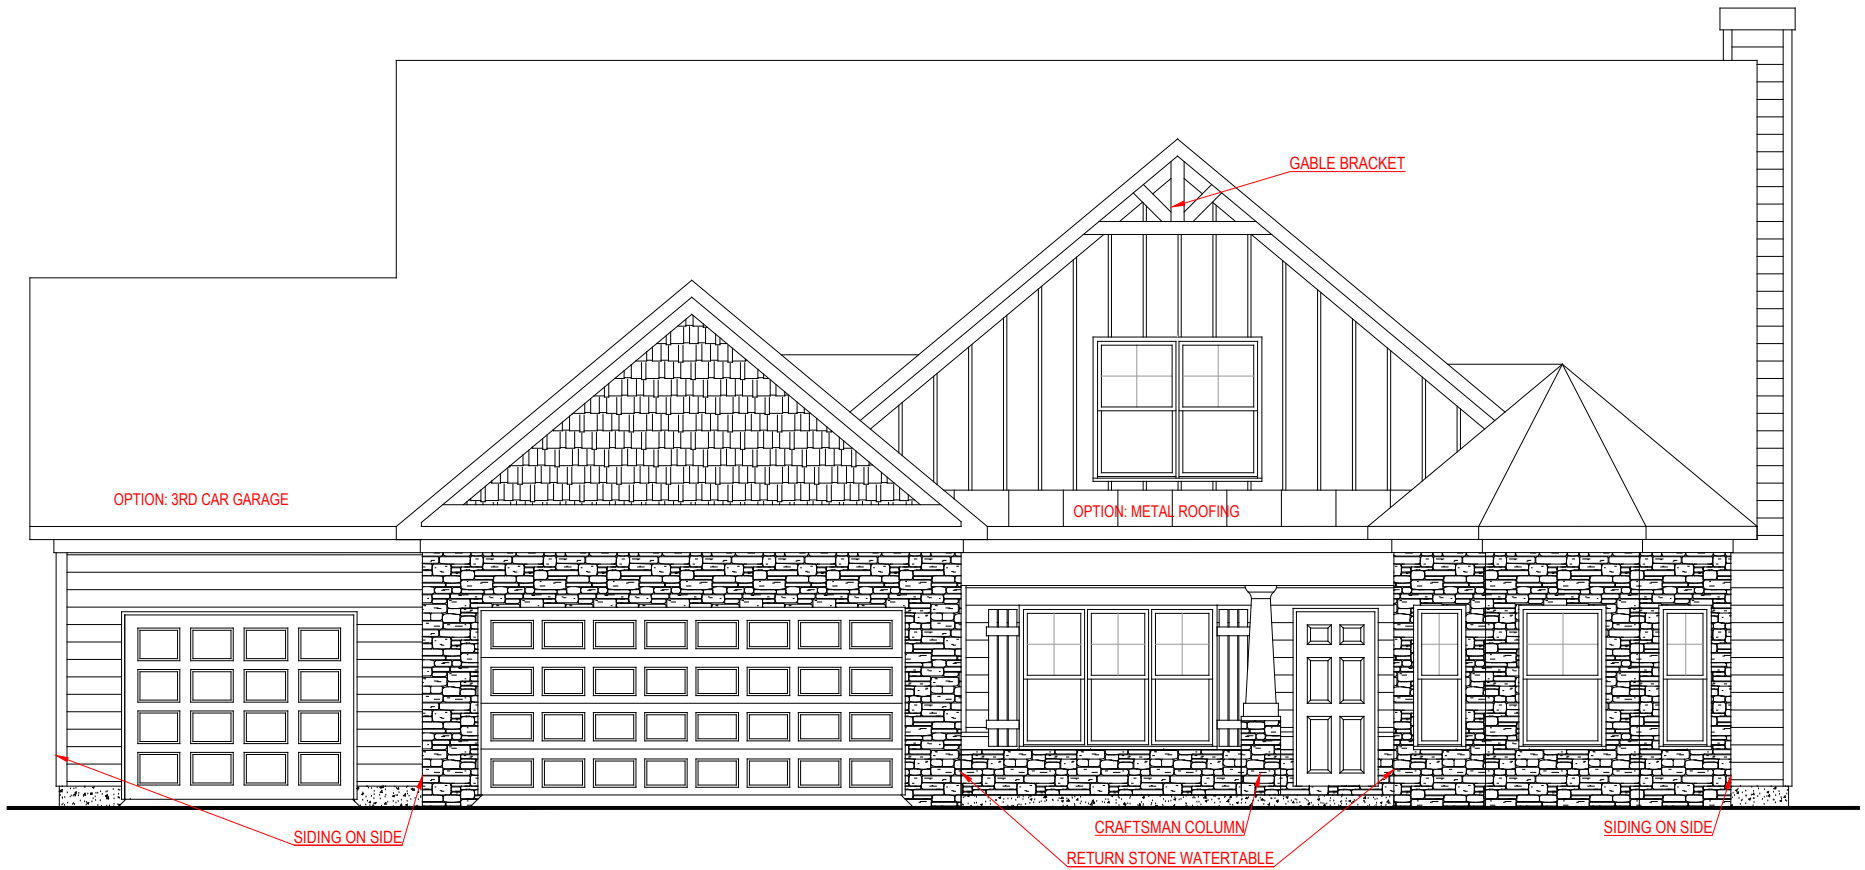 GABLE BRACKET
OPTION: 3RD CAR GARAGE
OPTION: METAL ROOFING
SIDING ON SIDE
CRAFTSMAN COLUMN
SIDING ON SIDE
RETURN STONE WATERTABLE